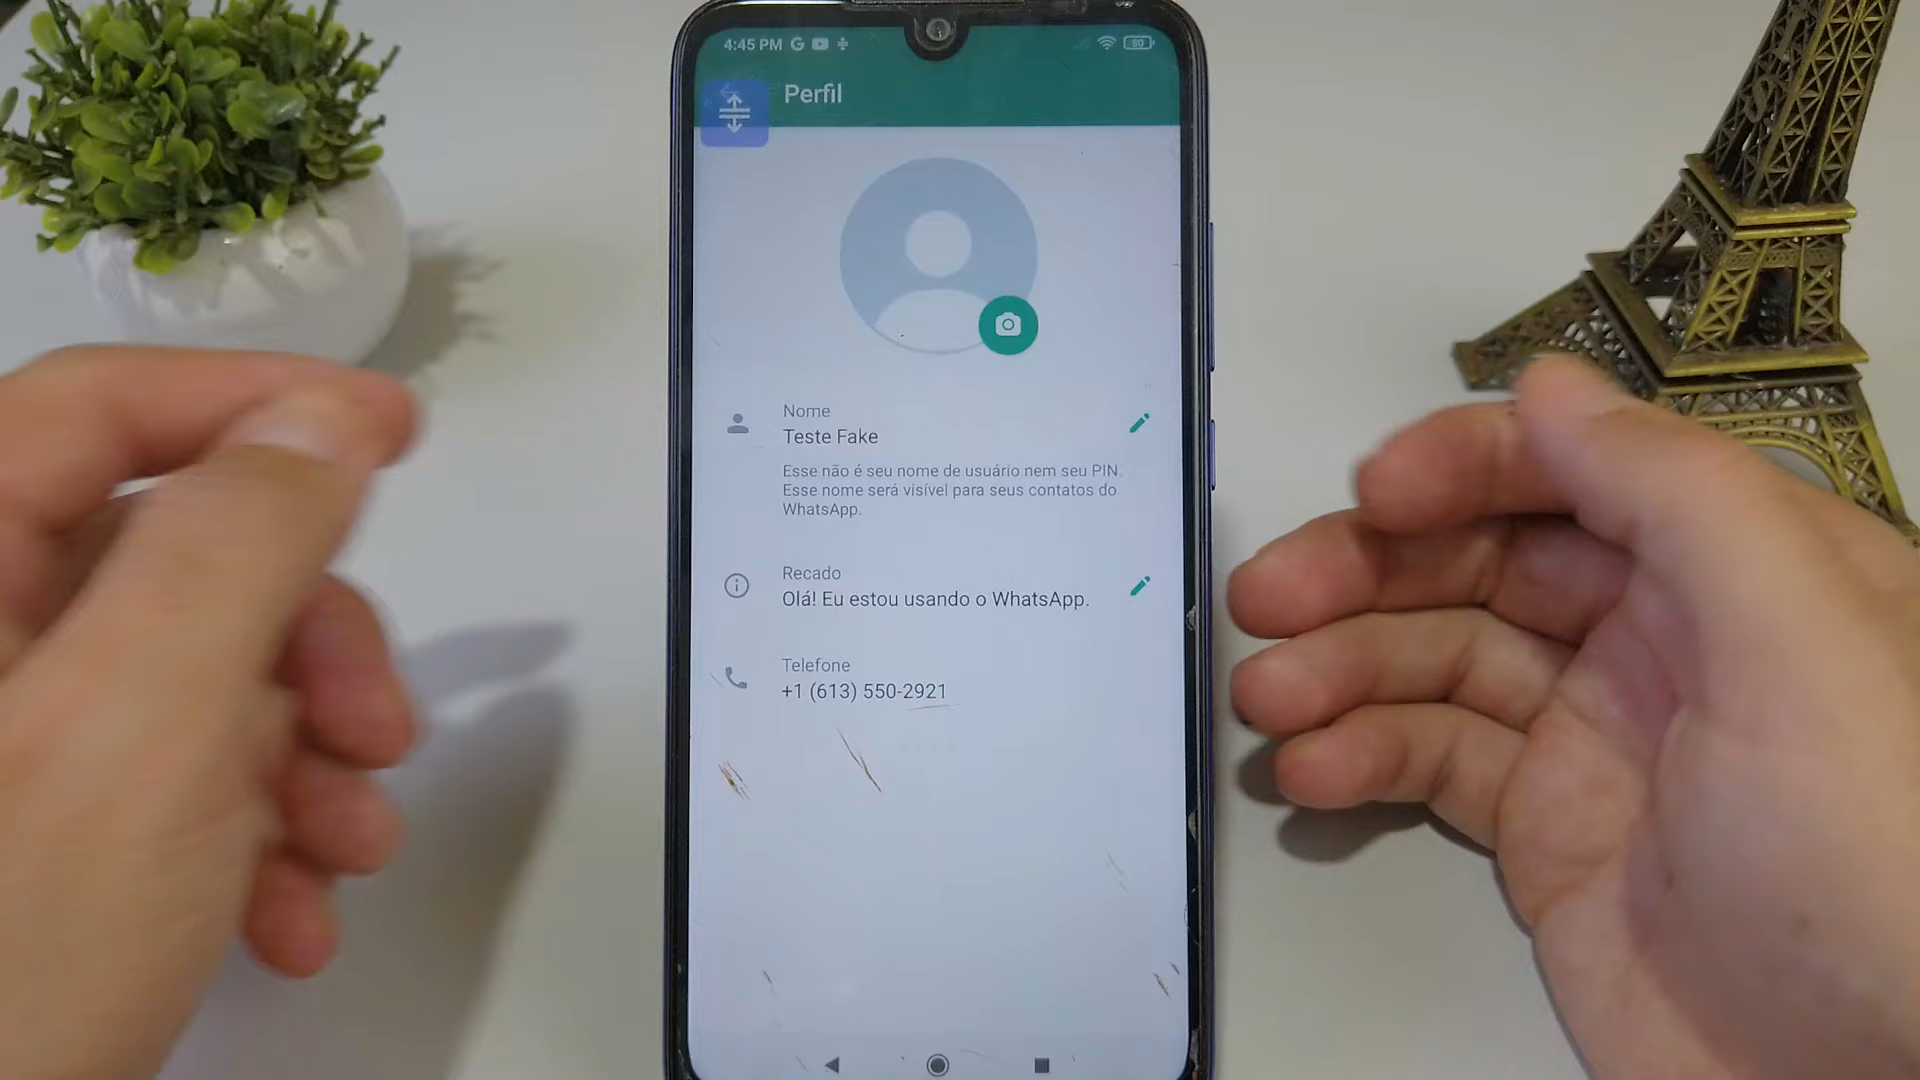 4:45 PM
80
Perfil
Nome
Teste Fake
Esse não é seu nome de usuário nem seu PIN.
Esse nome será visível para seus contatos do
WhatsApp.
Recado
Olá! Eu estou usando o WhatsApp.
Telefone
+1 (613) 550-2921